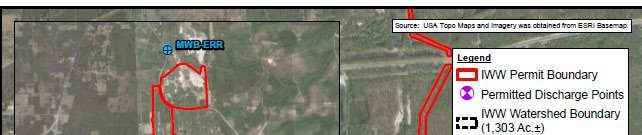 Source: USA Topo Maps and Imagery was obtained from ESRI Basemap.
MWB-ERR
Legend
IWW Permit Boundary
Permitted Discharge Points
IWW Watershed Boundary
(1,303 Ac.±)